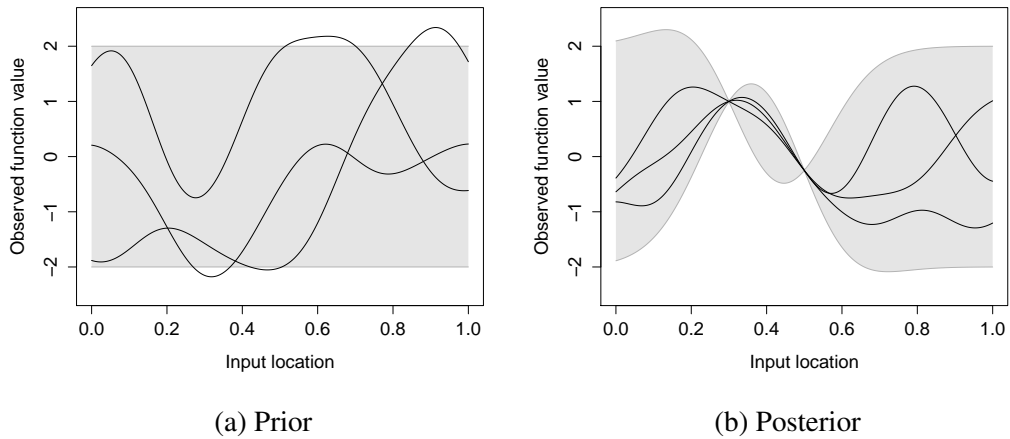 Observed function value
2
1
0
−1
−2
0.0 0.2 0.4 0.6 0.8 1.0
Input location
(a) Prior
Observed function value
2
1
0
−1
−2
0.0 0.2 0.4 0.6 0.8 1.0
Input location
(b) Posterior